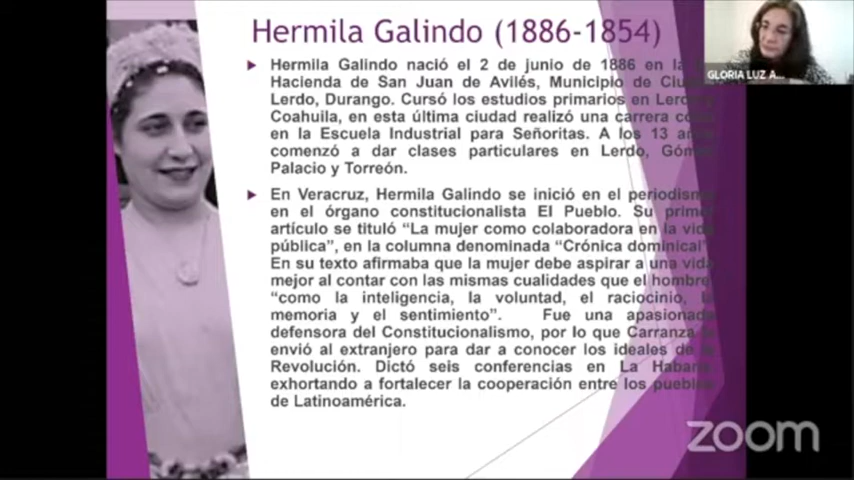 Hermila Galindo (1886-1854)
Hermila Galindo nació el 2 de junio de 1886 en la
Hacienda de San Juan de Avilés, Municipio de
Lerdo, Durango. Cursó los estudios primarios en
Coahuila, en esta última ciudad realizó una carrera
en la Escuela Industrial para Señoritas. A los 13
comenzó a dar clases particulares en Lerdo,
Palacio y Torreón.
En Veracruz, Hermila Galindo se inició en el
en el órgano constitucionalista El Pueblo. Su
artículo se tituló “La mujer como colaboradora en la
pública”, en la columna denominada “Crónica dominical”
En su texto afirmaba que la mujer debe aspirar a una vida
mejor al contar con las mismas cualidades que el hombre
“como la inteligencia, la voluntad, el raciocinio,
memoria y el sentimiento”. Fue una
defensora del Constitucionalismo, por lo que Carranza
envió al extranjero para dar a conocer los ideales de
Revolución. Dictó seis conferencias en La
exhortando a fortalecer la cooperación entre los
de Latinoamérica.
GLORIA LUZ A...
zoom